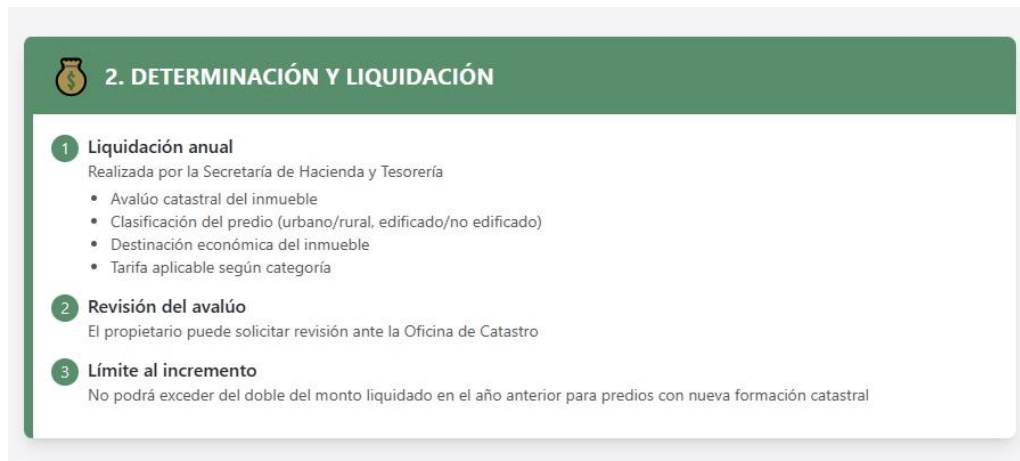 2. DETERMINACIÓN Y LIQUIDACIÓN
1 Liquidación anual
Realizada por la Secretaría de Hacienda y Tesorería
• Avalúo catastral del inmueble
• Clasificación del predio (urbano/rural, edificado/no edificado)
• Destinación económica del inmueble
• Tarifa aplicable según categoría
2 Revisión del avalúo
El propietario puede solicitar revisión ante la Oficina de Catastro
3 Límite al incremento
No podrá exceder del doble del monto liquidado en el año anterior para predios con nueva formación catastral